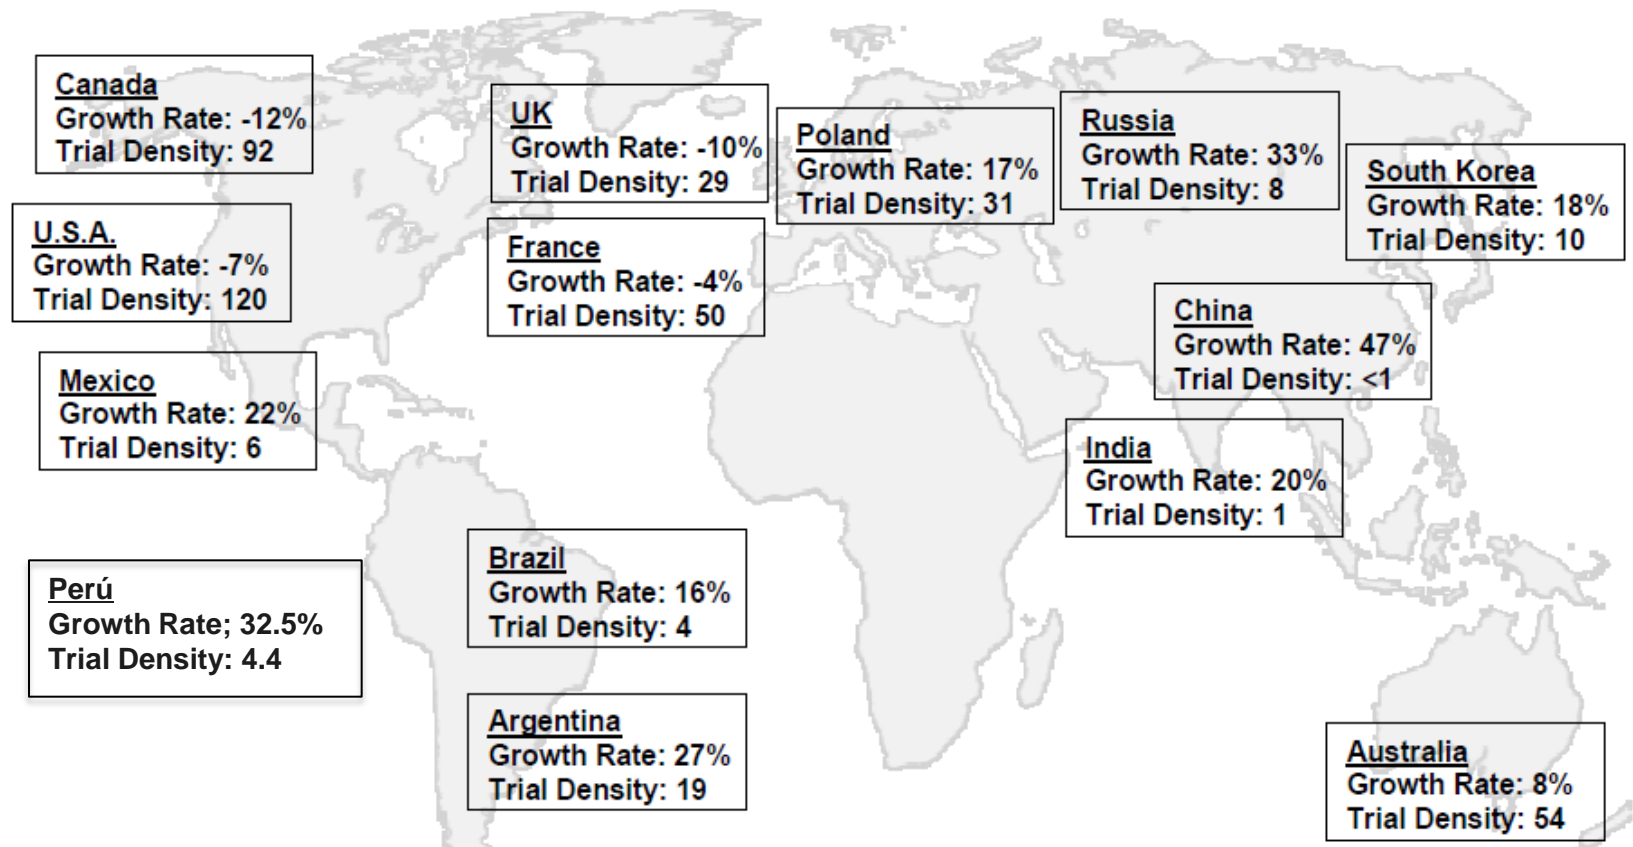 Canada
Growth Rate: -12%
Trial Density: 92
UK
Growth Rate: -10%
Trial Density: 29
Poland
Growth Rate: 17%
Trial Density: 31
Russia
Growth Rate: 33%
Trial Density: 8
South Korea
Growth Rate: 18%
Trial Density: 10
U.S.A.
Growth Rate: -7%
Trial Density: 120
France
Growth Rate: -4%
Trial Density: 50
China
Growth Rate: 47%
Trial Density: <1
Mexico
Growth Rate: 22%
Trial Density: 6
India
Growth Rate: 20%
Trial Density: 1
Brazil
Growth Rate: 16%
Trial Density: 4
Perú
Growth Rate; 32.5%
Trial Density: 4.4
Argentina
Growth Rate: 27%
Trial Density: 19
Australia
Growth Rate: 8%
Trial Density: 54